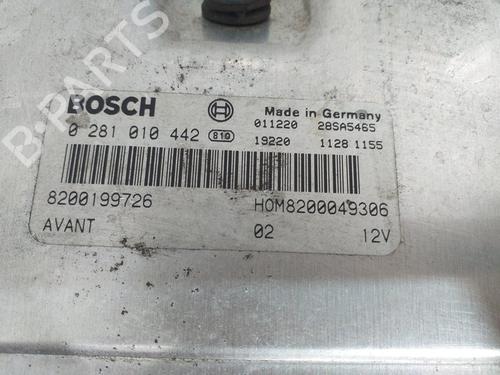 BOSCH
Made in Germany
0 281 010 442 810
011220 28SA5465
19220 1128 1155
8200199726 HOM8200049306
AVANT 02 12V
B-PARTS